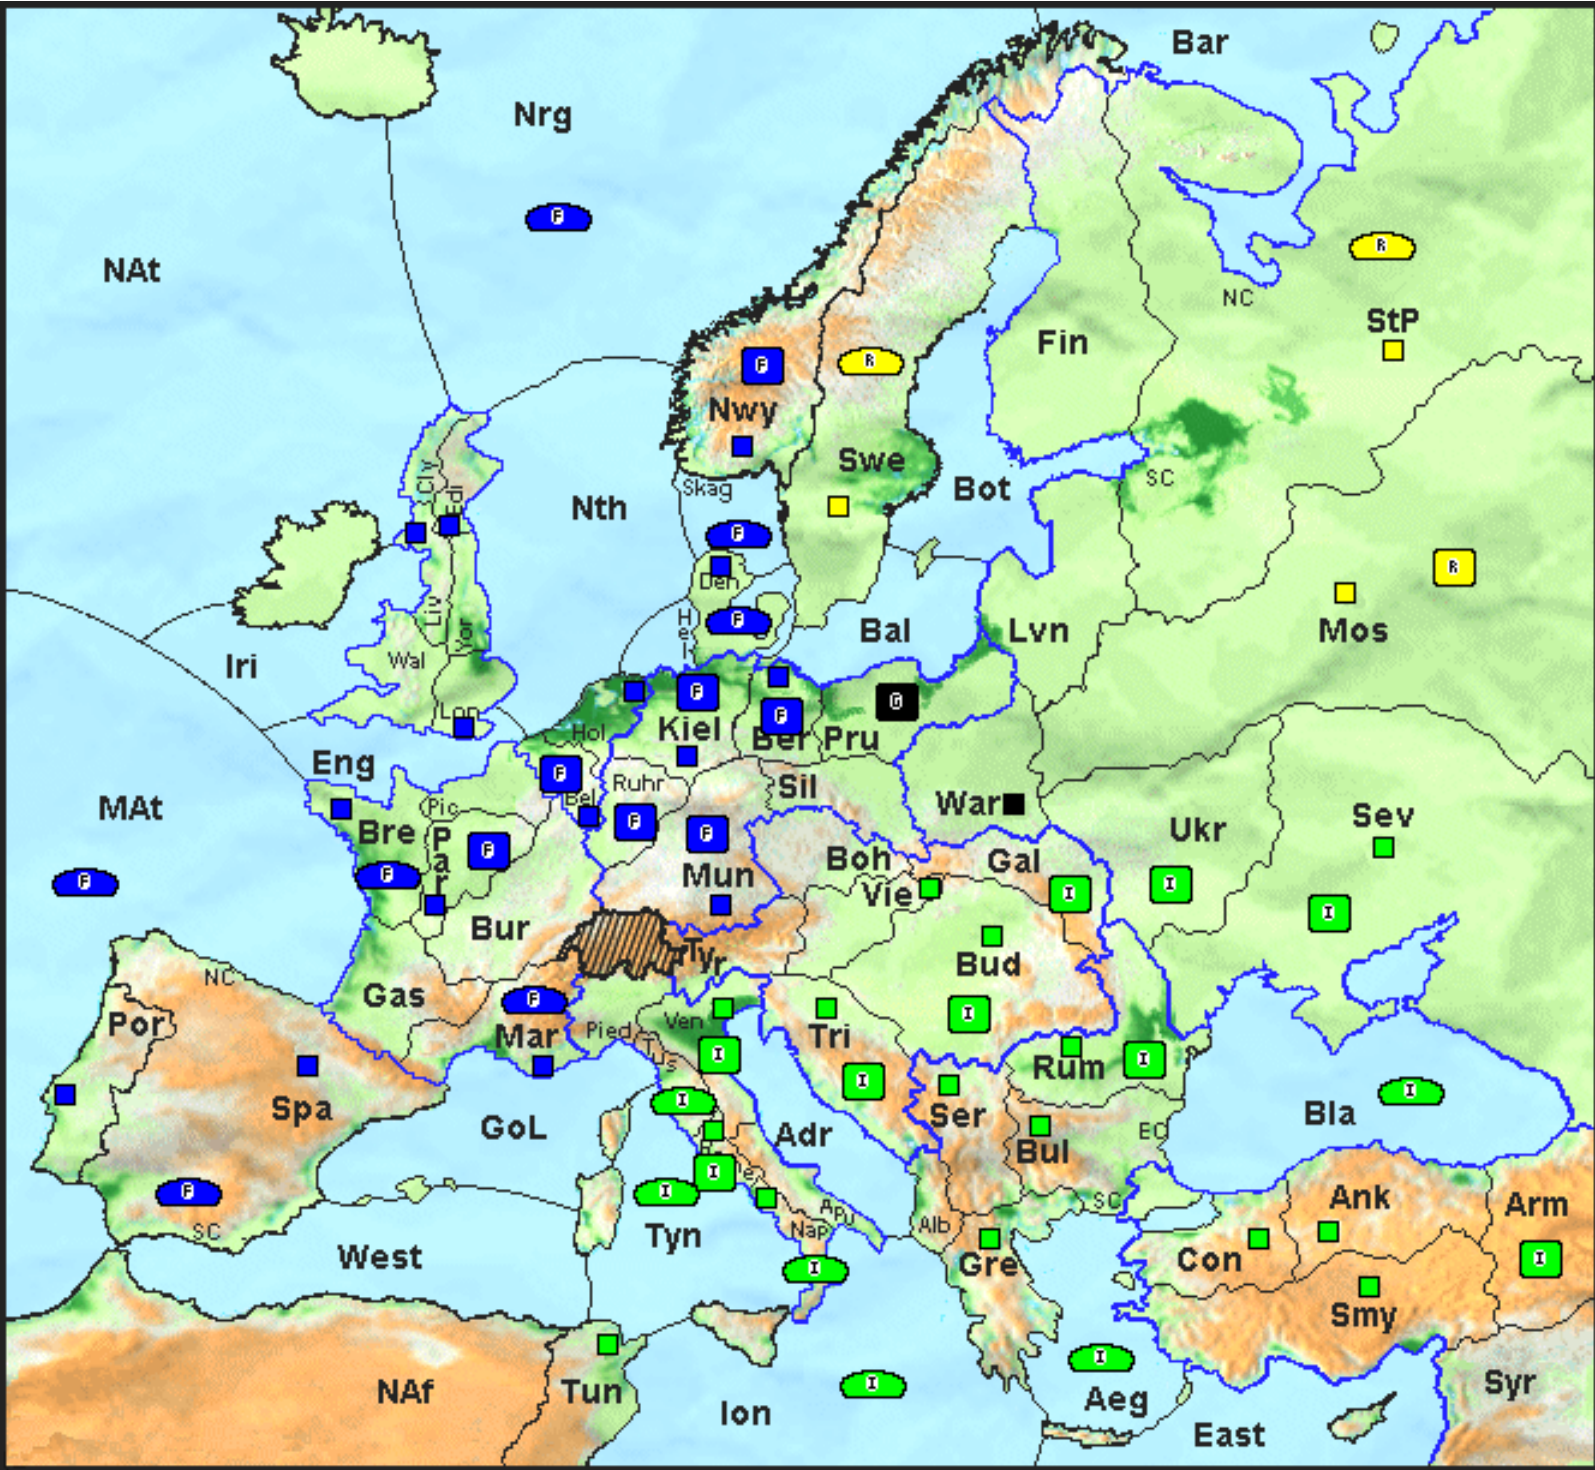 Bar
Nrg
F
NAt
R
NC
StP
Fin
F
R
Nwy
Swe
Skag
Cly
Edi
Bot
SC
Nth
F
R
Den
F
Hel
Liv
Yor
Bal
Lvn
Mos
Iri
Wal
Lon
F
G
F
Hol
Kiel
Ber
Pru
Eng
F
Ruhr
Sil
War
MAt
Pic
Bel
Bre
Par
F
F
F
Sev
Ukr
Boh
Gal
F
F
Mun
Vie
I
I
I
Bur
Tyr
Bud
NC
Gas
F
I
Por
Mar
Pied
Ven
Tri
I
Tus
I
Rum
I
Spa
GoL
I
Adr
Ser
Bul
EC
Bla
I
F
I
I
SC
Apu
Nap
Alb
SC
Ank
Arm
SC
West
Tyn
I
Gre
Con
I
Smy
NAf
Tun
Ion
I
I
Aeg
East
Syr